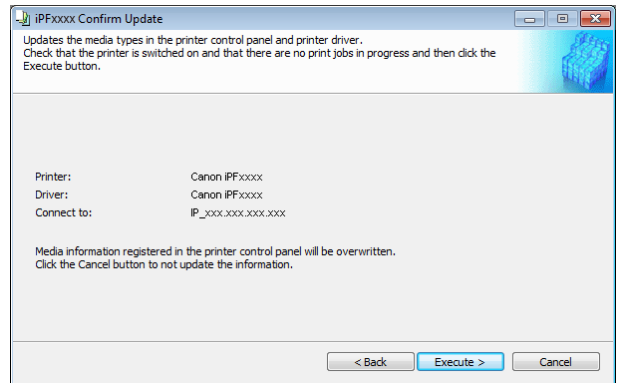 iPFxxxx Confirm Update
Updates the media types in the printer control panel and printer driver.
Check that the printer is switched on and that there are no print jobs in progress and then click the
Execute button.
Printer: Canon iPFxxxx
Driver: Canon iPFxxxx
Connect to: IP_xxx.xxx.xxx.xxx
Media information registered in the printer control panel will be overwritten.
Click the Cancel button to not update the information.
< Back Execute > Cancel